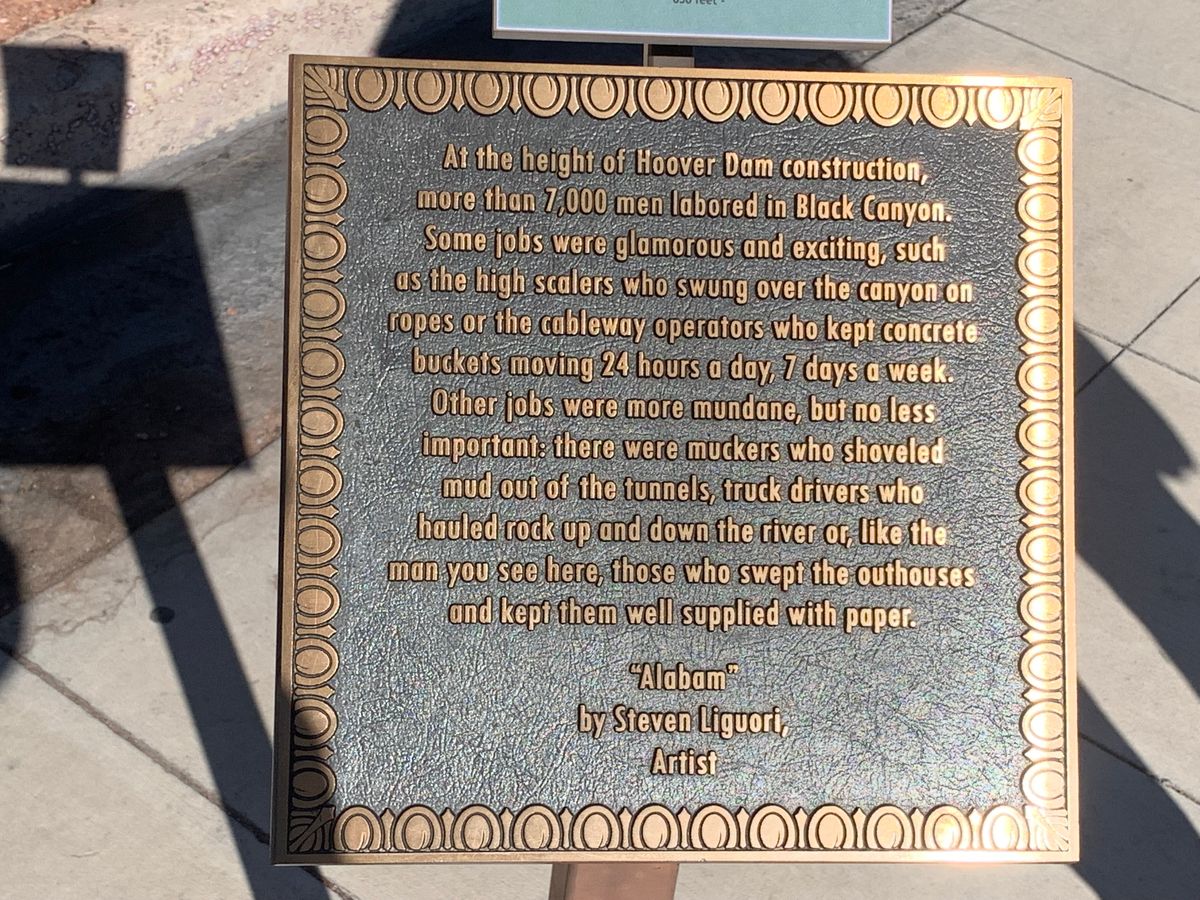 650 feet -
At the height of Hoover Dam construction,
more than 7,000 men labored in Black Canyon.
Some jobs were glamorous and exciting, such
as the high scalers who swung over the canyon on
ropes or the cableway operators who kept concrete
buckets moving 24 hours a day, 7 days a week.
Other jobs were more mundane, but no less
important: there were muckers who shoveled
mud out of the tunnels, truck drivers who
hauled rock up and down the river or, like the
man you see here, those who swept the outhouses
and kept them well supplied with paper.
“Alabam”
by Steven Liguori,
Artist